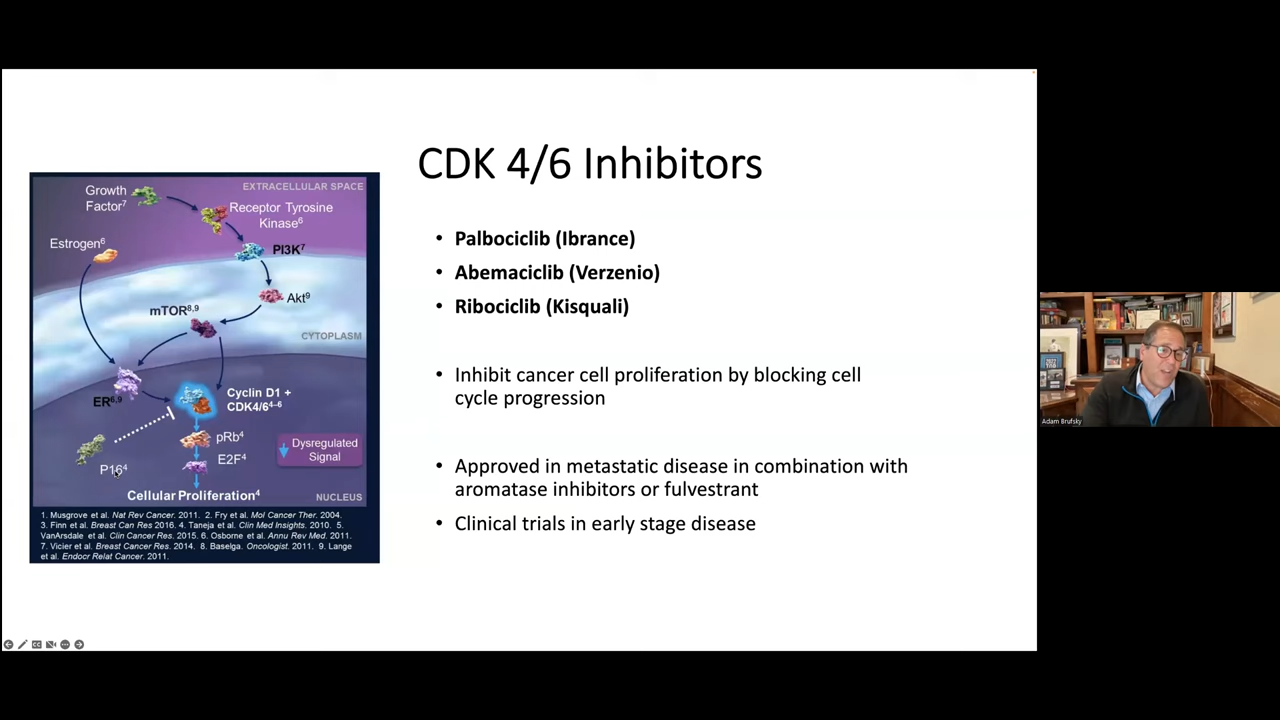 CDK 4/6 Inhibitors
Growth
Factor7
EXTRACELLULAR SPACE
Receptor Tyrosine
Kinase6
Estrogen6
PI3K7
Akt9
mTOR8,9
CYTOPLASM
ER6,9
Cyclin D1 +
CDK4/64–6
pRb4
E2F4
Dysregulated
Signal
P164
Cellular Proliferation4
NUCLEUS
1. Musgrove et al. Nat Rev Cancer. 2011. 2. Fry et al. Mol Cancer Ther. 2004.
3. Finn et al. Breast Can Res 2016. 4. Taneja et al. Clin Med Insights. 2010. 5.
VanArsdale et al. Clin Cancer Res. 2015. 6. Osborne et al. Annu Rev Med. 2011.
7. Vicier et al. Breast Cancer Res. 2014. 8. Baselga. Oncologist. 2011. 9. Lange
et al. Endocr Relat Cancer. 2011.
• Palbociclib (Ibrance)
• Abemaciclib (Verzenio)
• Ribociclib (Kisquali)
• Inhibit cancer cell proliferation by blocking cell
cycle progression
• Approved in metastatic disease in combination with
aromatase inhibitors or fulvestrant
• Clinical trials in early stage disease
Adam Brufsky